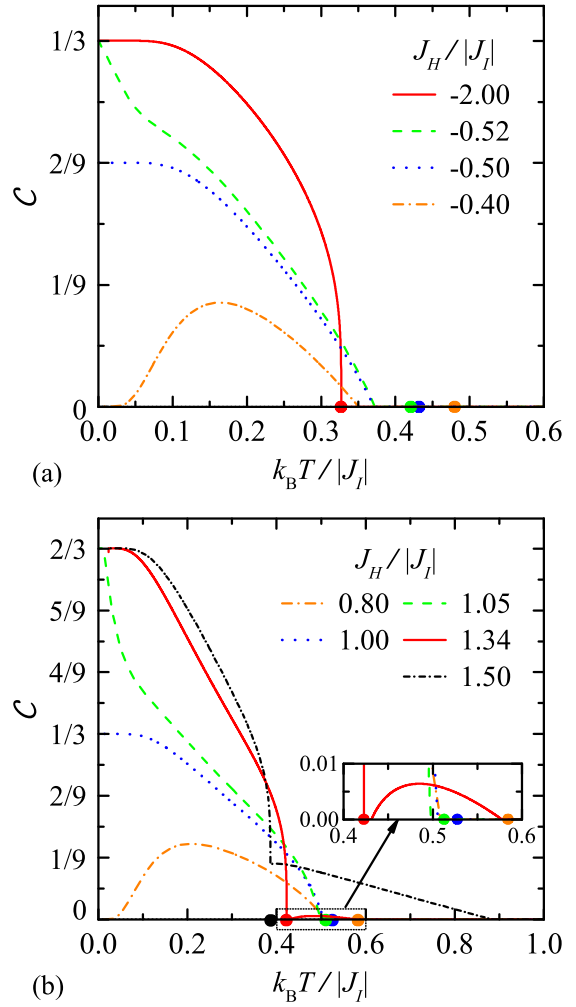 1/3
2/9
1/9
0
C
J_H / |J_I|
-2.00
-0.52
-0.50
-0.40
0.0 0.1 0.2 0.3 0.4 0.5 0.6
k_B T / |J_I|
(a)
2/3
5/9
4/9
1/3
2/9
1/9
0
C
J_H / |J_I|
0.80 1.05
1.00 1.34
1.50
0.01
0.00
0.4 0.5 0.6
0.0 0.2 0.4 0.6 0.8 1.0
k_B T / |J_I|
(b)